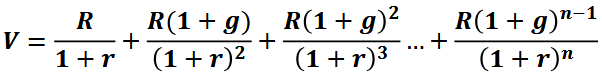 V = R/(1 + r) + R(1 + g)/(1 + r)² + R(1 + g)²/(1 + r)³ … + R(1 + g)ⁿ⁻¹/(1 + r)ⁿ